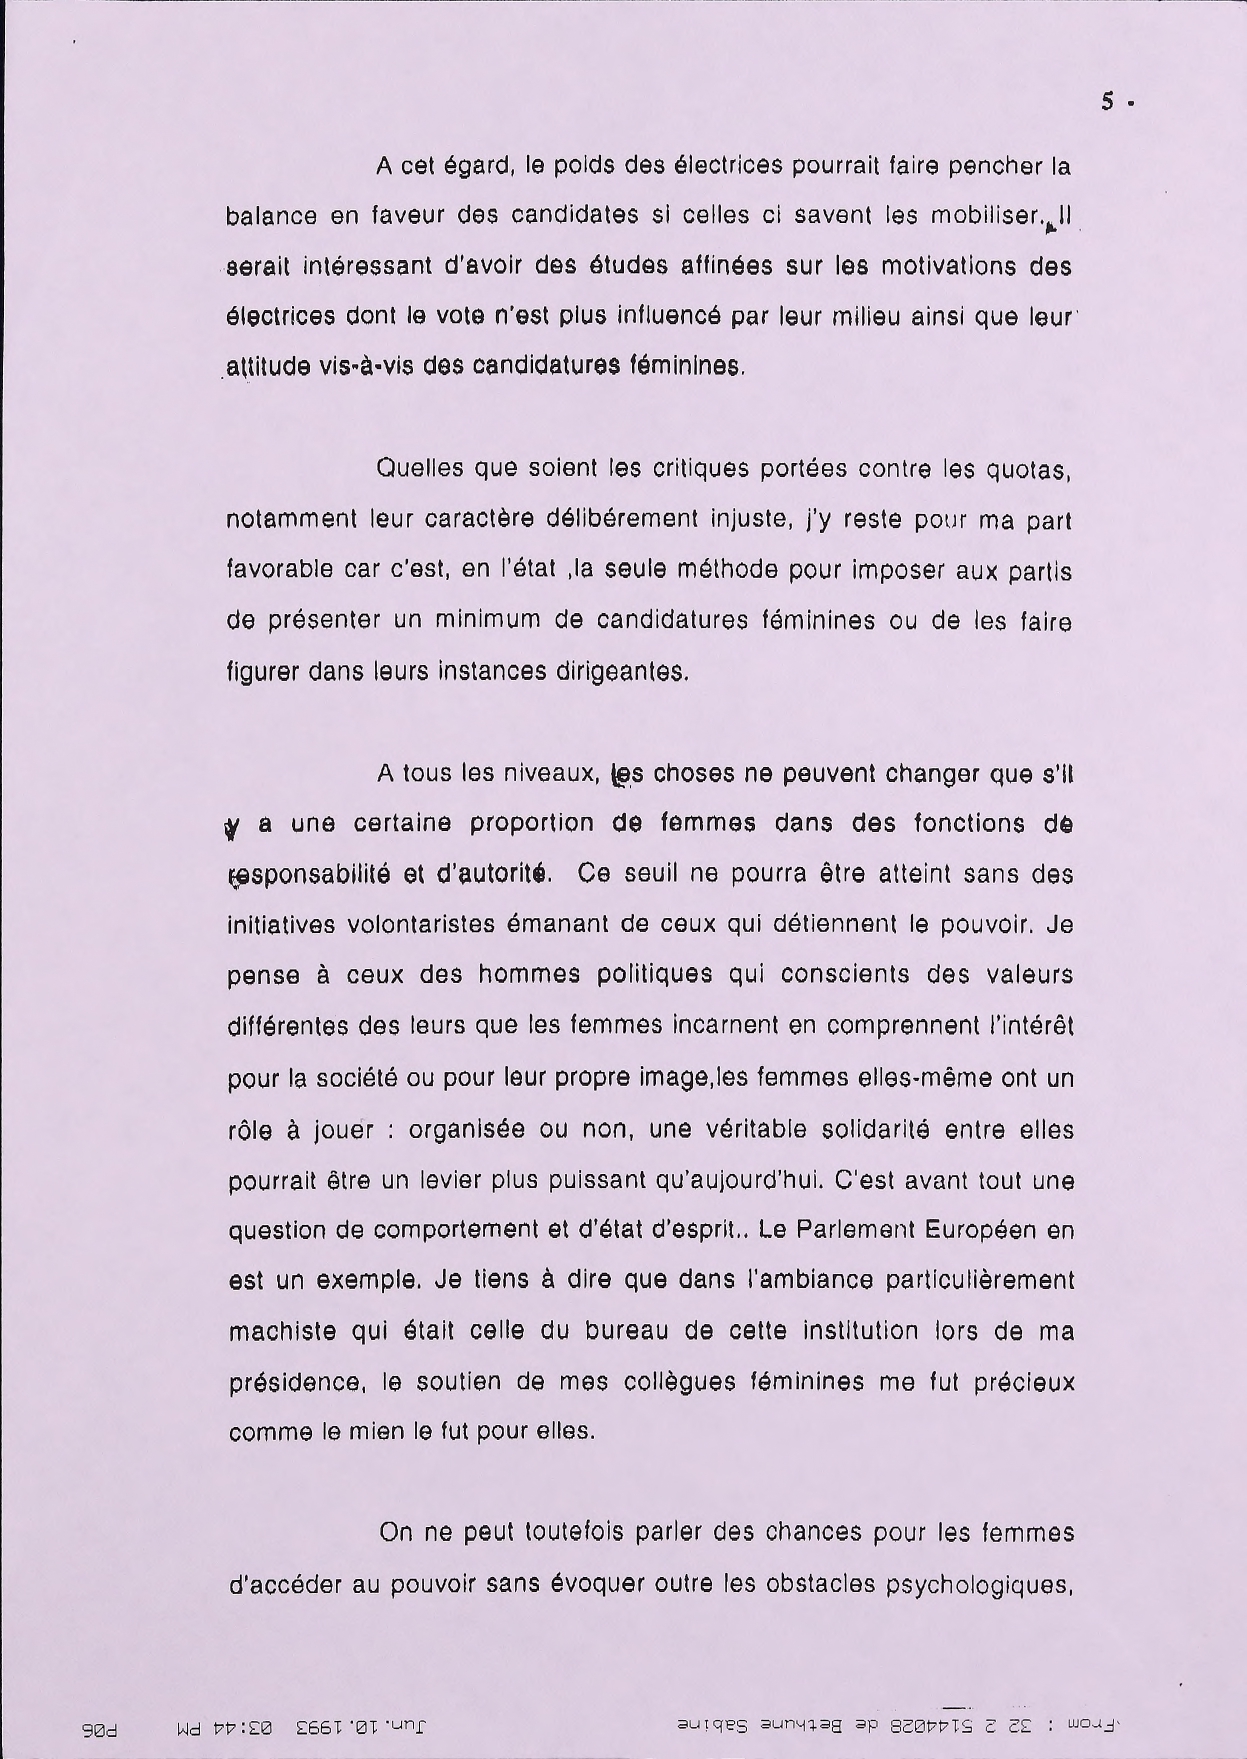 5 -
A cet égard, le poids des électrices pourrait faire pencher la
balance en faveur des candidates si celles ci savent les mobiliser. Il
serait intéressant d'avoir des études affinées sur les motivations des
électrices dont le vote n'est plus influencé par leur milieu ainsi que leur
attitude vis-à-vis des candidatures féminines.
Quelles que soient les critiques portées contre les quotas,
notamment leur caractère délibérement injuste, j'y reste pour ma part
favorable car c'est, en l'état ,la seule méthode pour imposer aux partis
de présenter un minimum de candidatures féminines ou de les faire
figurer dans leurs instances dirigeantes.
A tous les niveaux, les choses ne peuvent changer que s'il
y a une certaine proportion de femmes dans des fonctions de
responsabilité et d'autorité. Ce seuil ne pourra être atteint sans des
initiatives volontaristes émanant de ceux qui détiennent le pouvoir. Je
pense à ceux des hommes politiques qui conscients des valeurs
différentes des leurs que les femmes incarnent en comprennent l'intérêt
pour la société ou pour leur propre image,les femmes elles-même ont un
rôle à jouer : organisée ou non, une véritable solidarité entre elles
pourrait être un levier plus puissant qu'aujourd'hui. C'est avant tout une
question de comportement et d'état d'esprit.. Le Parlement Européen en
est un exemple. Je tiens à dire que dans l'ambiance particulièrement
machiste qui était celle du bureau de cette institution lors de ma
présidence, le soutien de mes collègues féminines me fut précieux
comme le mien le fut pour elles.
On ne peut toutefois parler des chances pour les femmes
d'accéder au pouvoir sans évoquer outre les obstacles psychologiques,
From : 32 2 5144028 de Bethune Sabine Jun. 10. 1993 03:44 PM P06